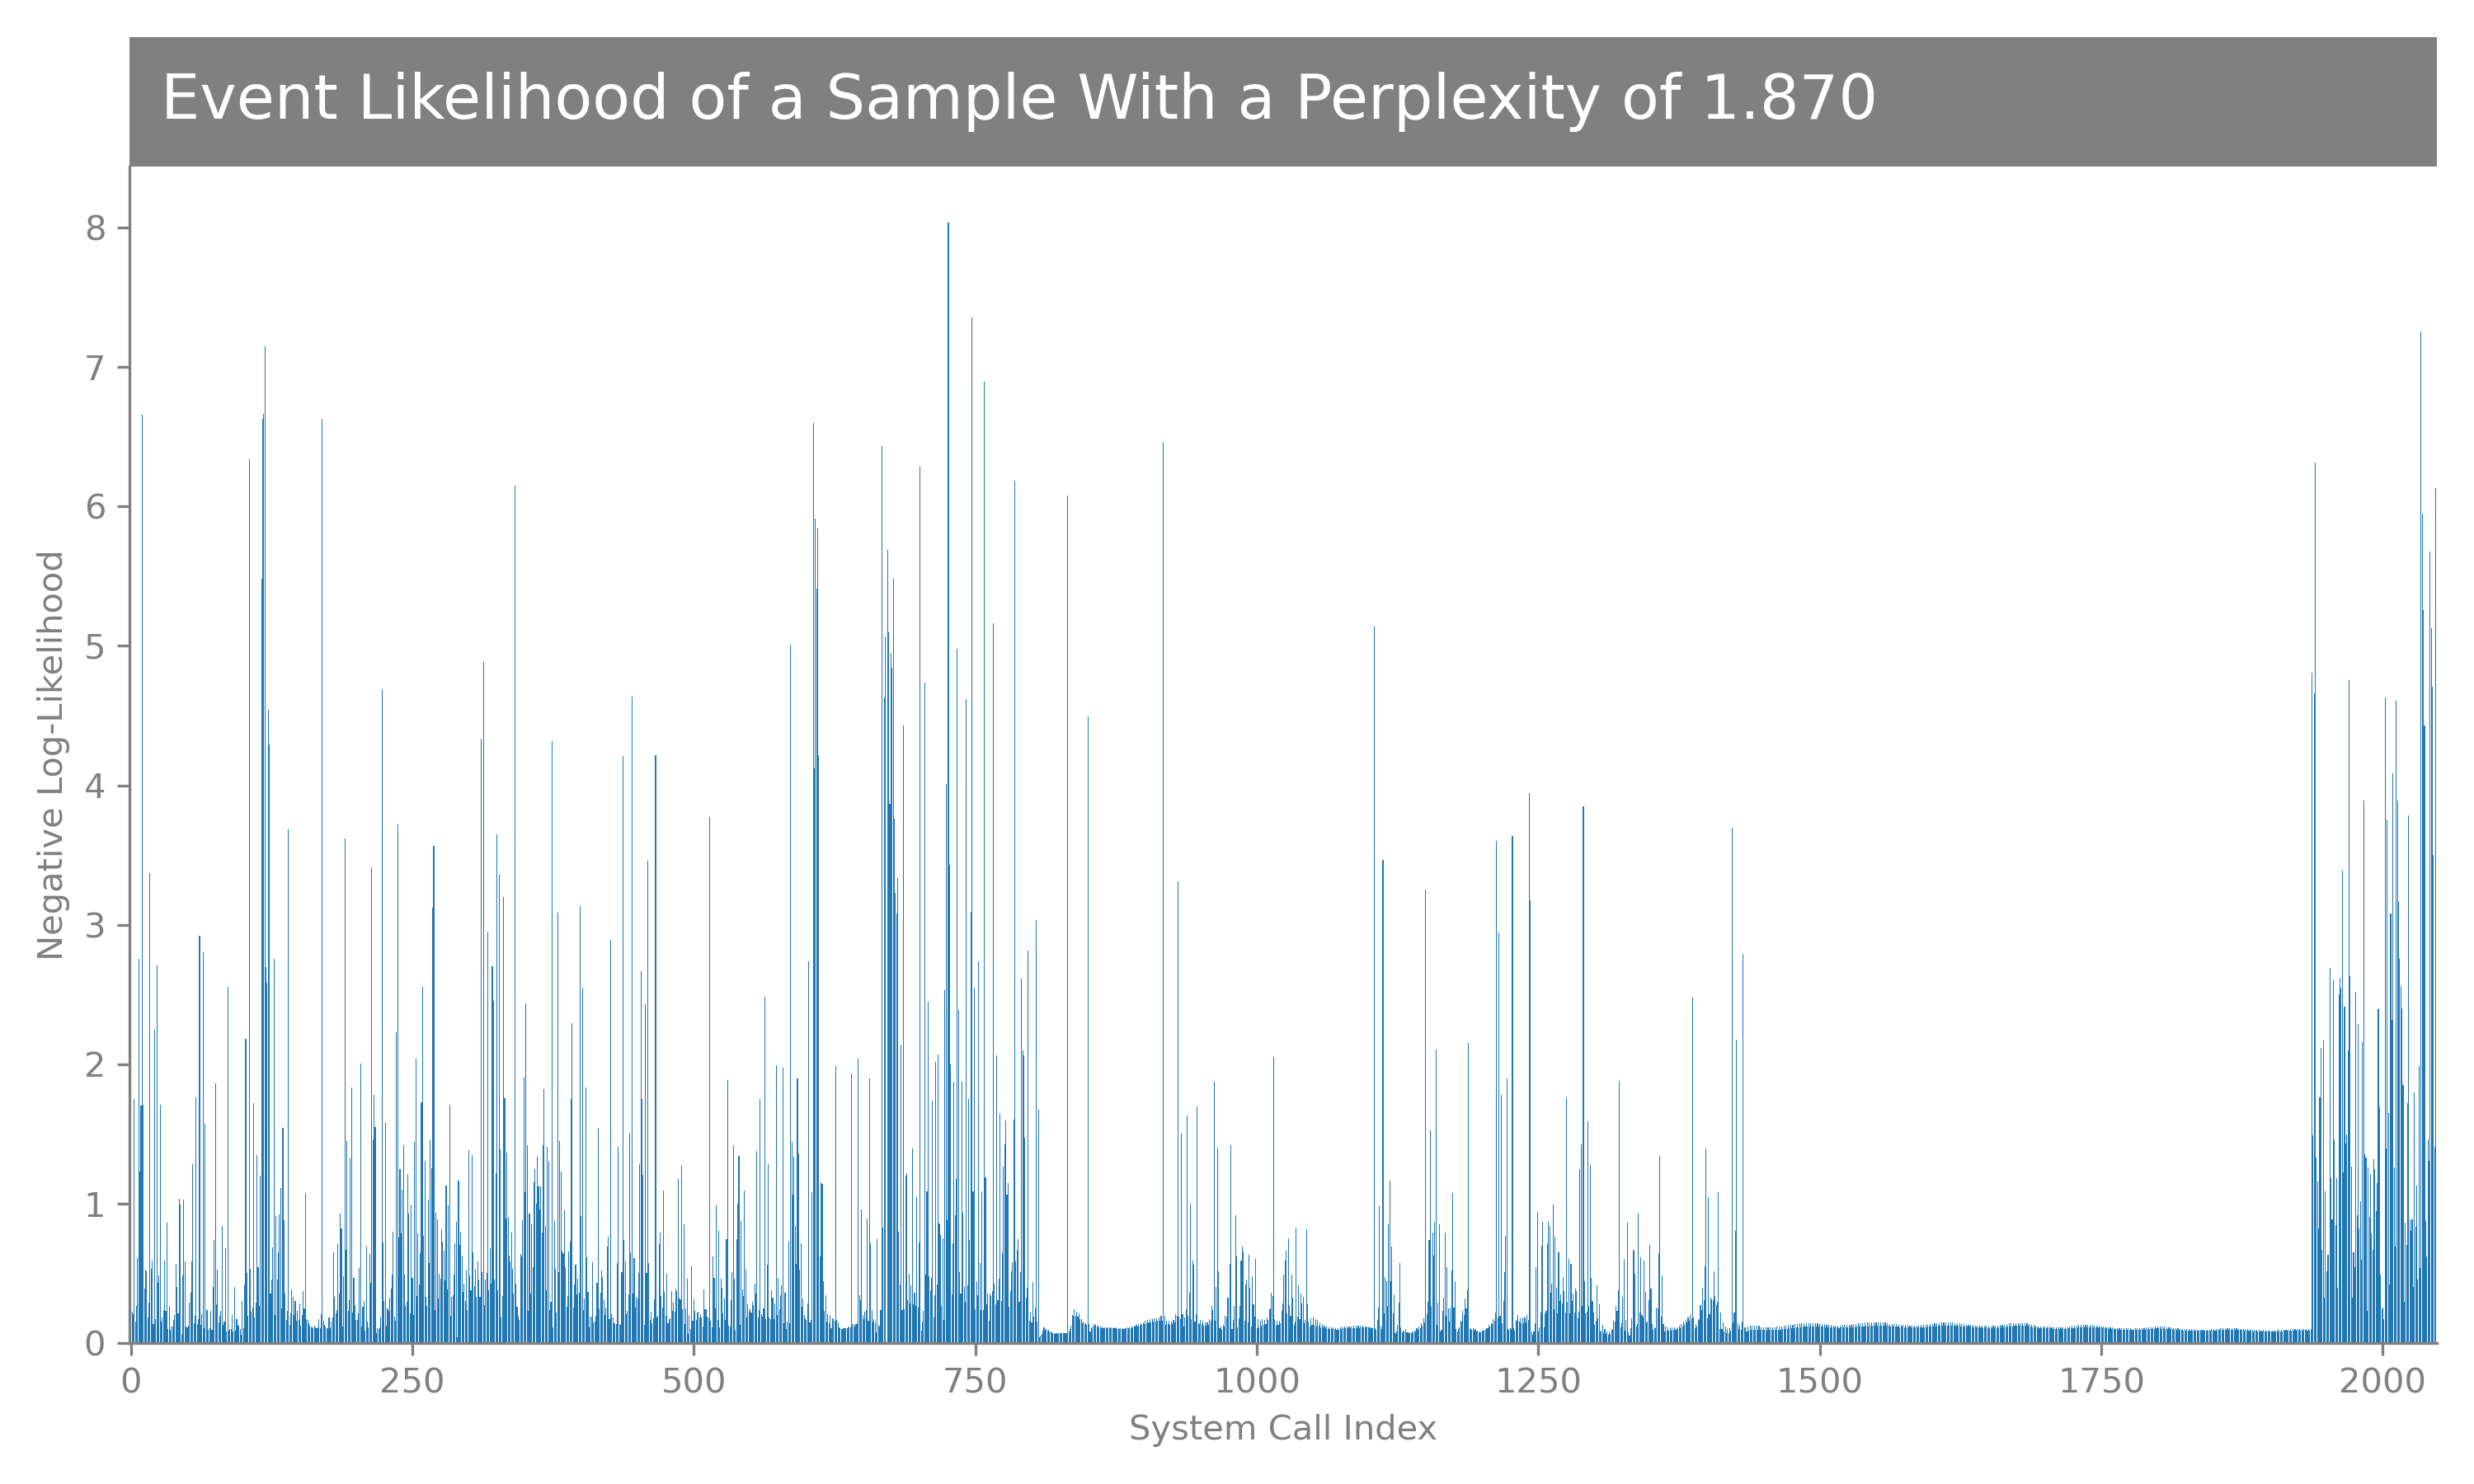 Event Likelihood of a Sample With a Perplexity of 1.870
8
7
6
5
4
3
2
1
0
Negative Log-Likelihood
0 250 500 750 1000 1250 1500 1750 2000
System Call Index